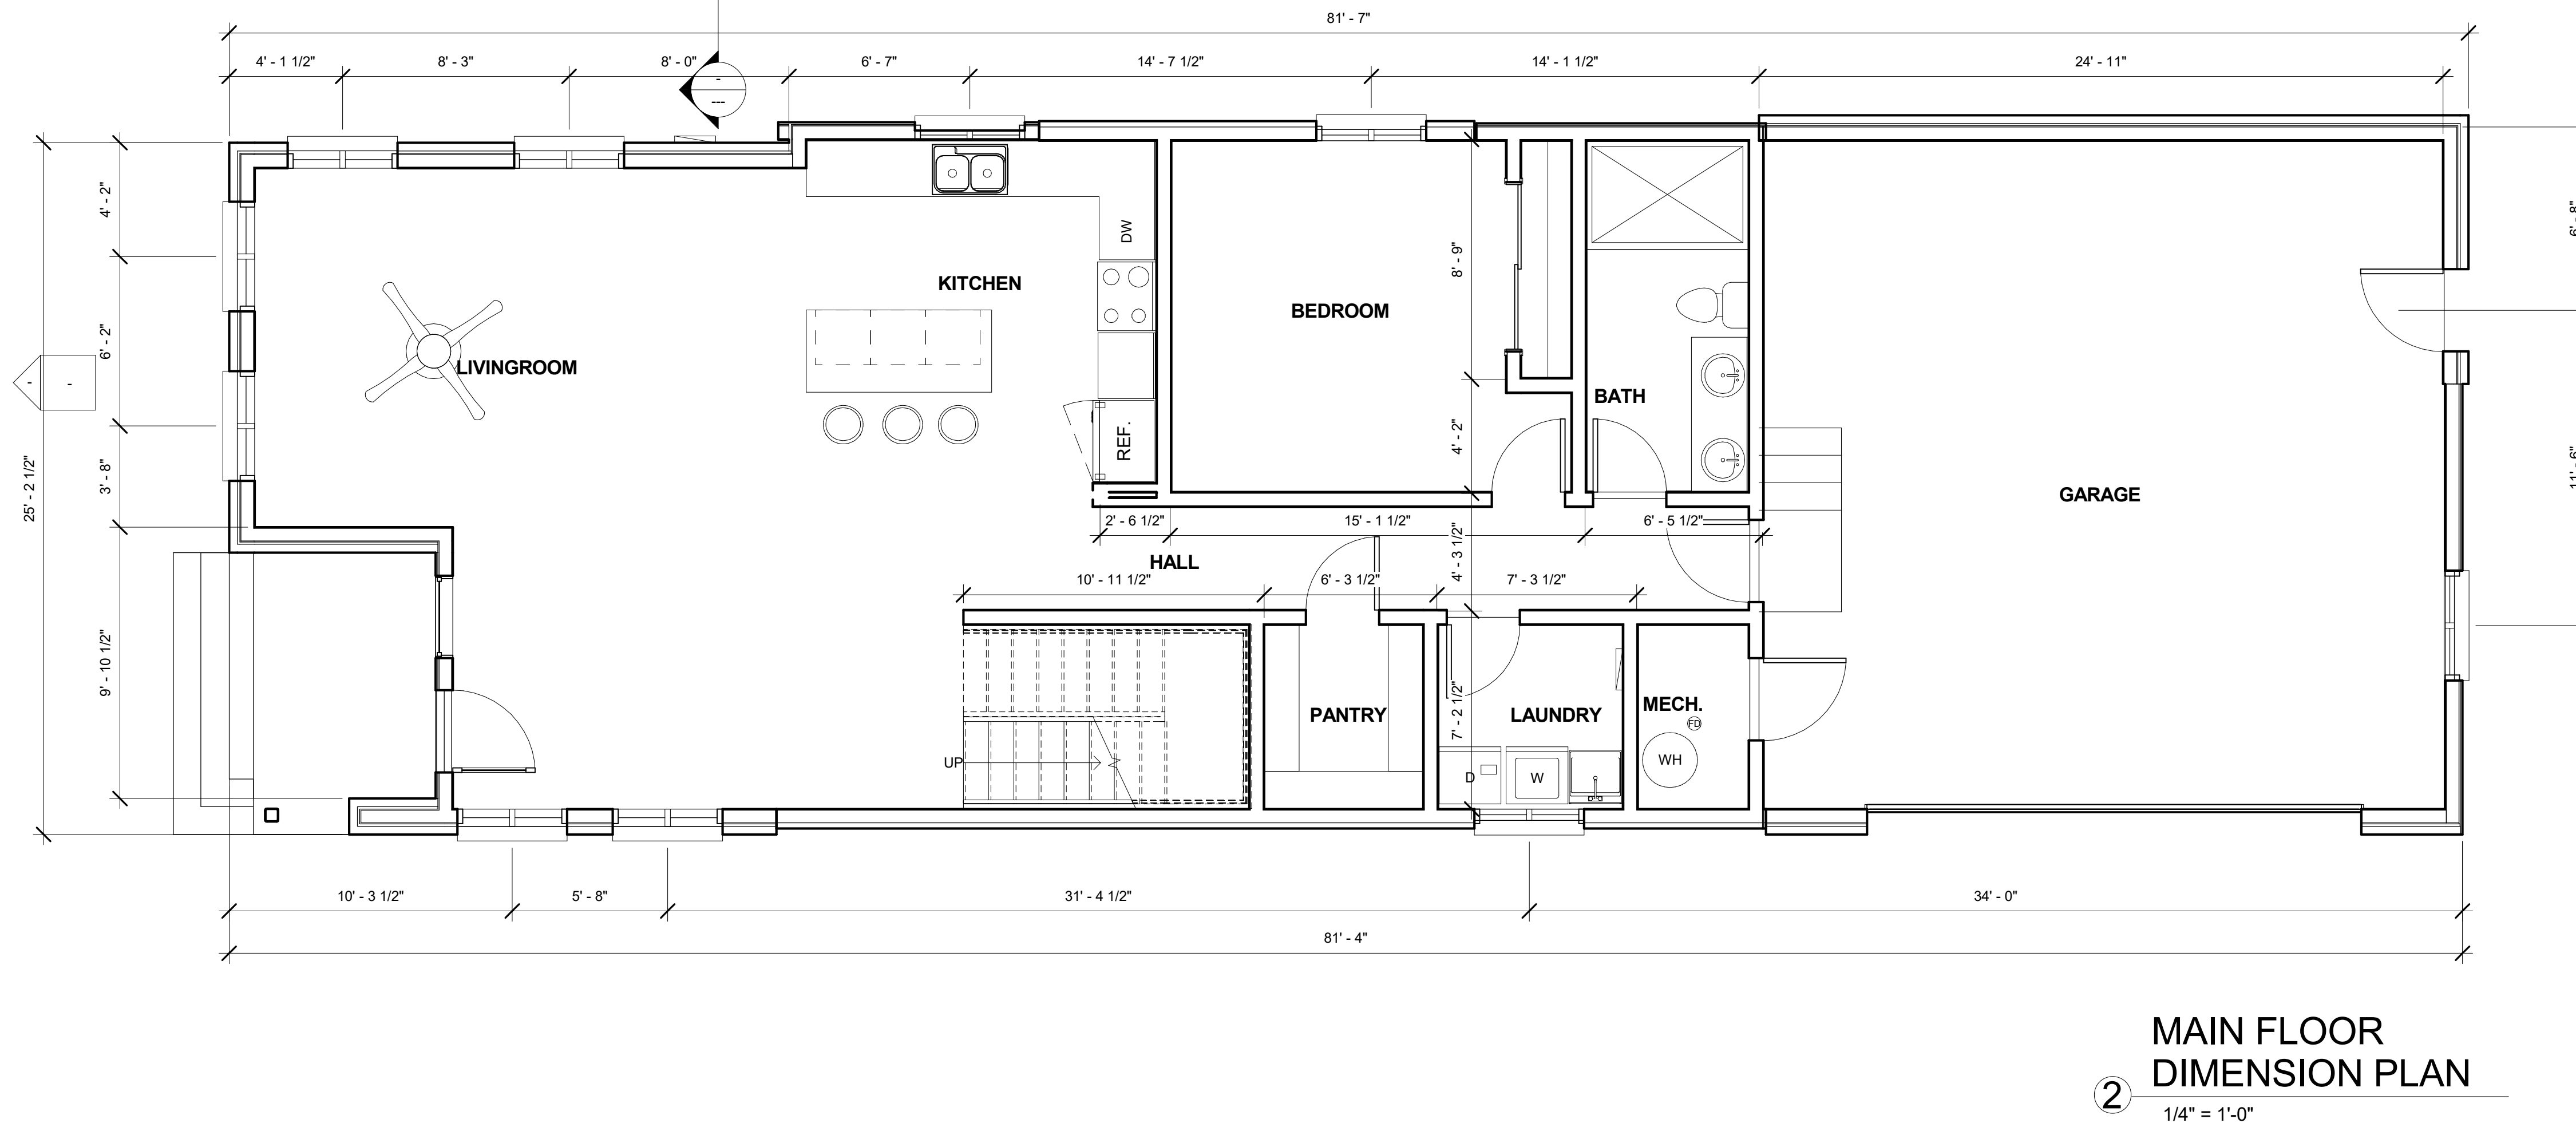 81' - 7"
4' - 1 1/2"
8' - 3"
8' - 0"
6' - 7"
14' - 7 1/2"
14' - 1 1/2"
24' - 11"
-
---
4' - 2"
6' - 2"
3' - 8"
9' - 10 1/2"
25' - 2 1/2"
-
-
6' - 8"
11' - 6"
DW
8' - 9"
KITCHEN
BEDROOM
LIVINGROOM
BATH
REF.
4' - 2"
GARAGE
2' - 6 1/2"
15' - 1 1/2"
6' - 5 1/2"
4' - 3 1/2"
HALL
10' - 11 1/2"
6' - 3 1/2"
7' - 3 1/2"
7' - 2 1/2"
PANTRY
LAUNDRY
MECH.
FD
UP
D
W
WH
10' - 3 1/2"
5' - 8"
31' - 4 1/2"
34' - 0"
81' - 4"
MAIN FLOOR
DIMENSION PLAN
2
1/4" = 1'-0"